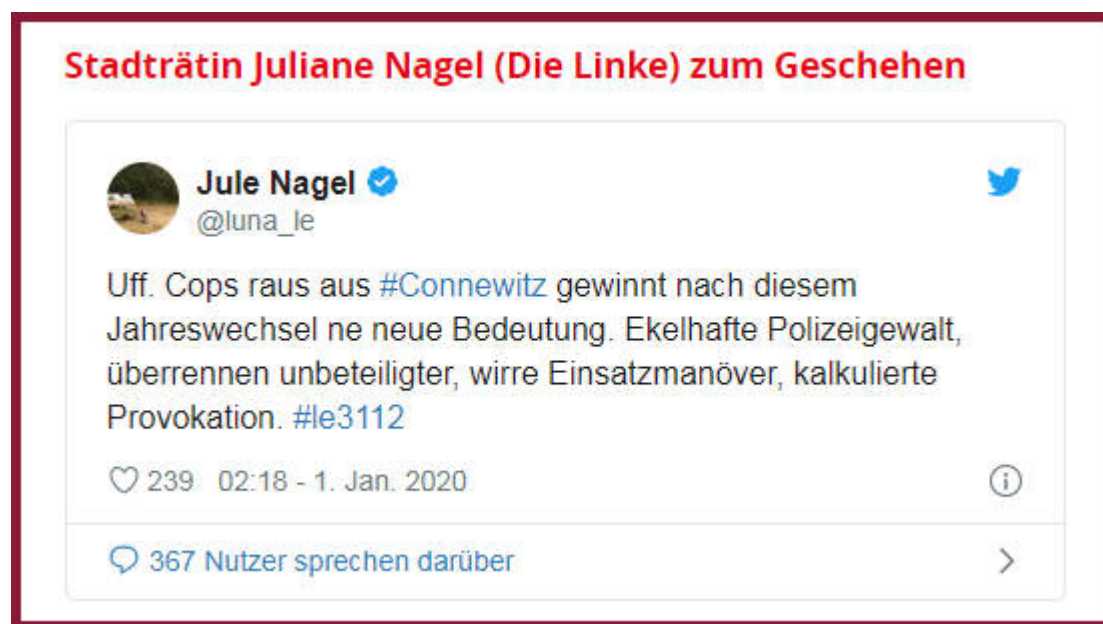 Stadträtin Juliane Nagel (Die Linke) zum Geschehen
Jule Nagel
@luna_le
Uff. Cops raus aus #Connewitz gewinnt nach diesem
Jahreswechsel ne neue Bedeutung. Ekelhafte Polizeigewalt,
überrennen unbeteiligter, wirre Einsatzmanöver, kalkulierte
Provokation. #le3112
239 02:18 - 1. Jan. 2020
367 Nutzer sprechen darüber